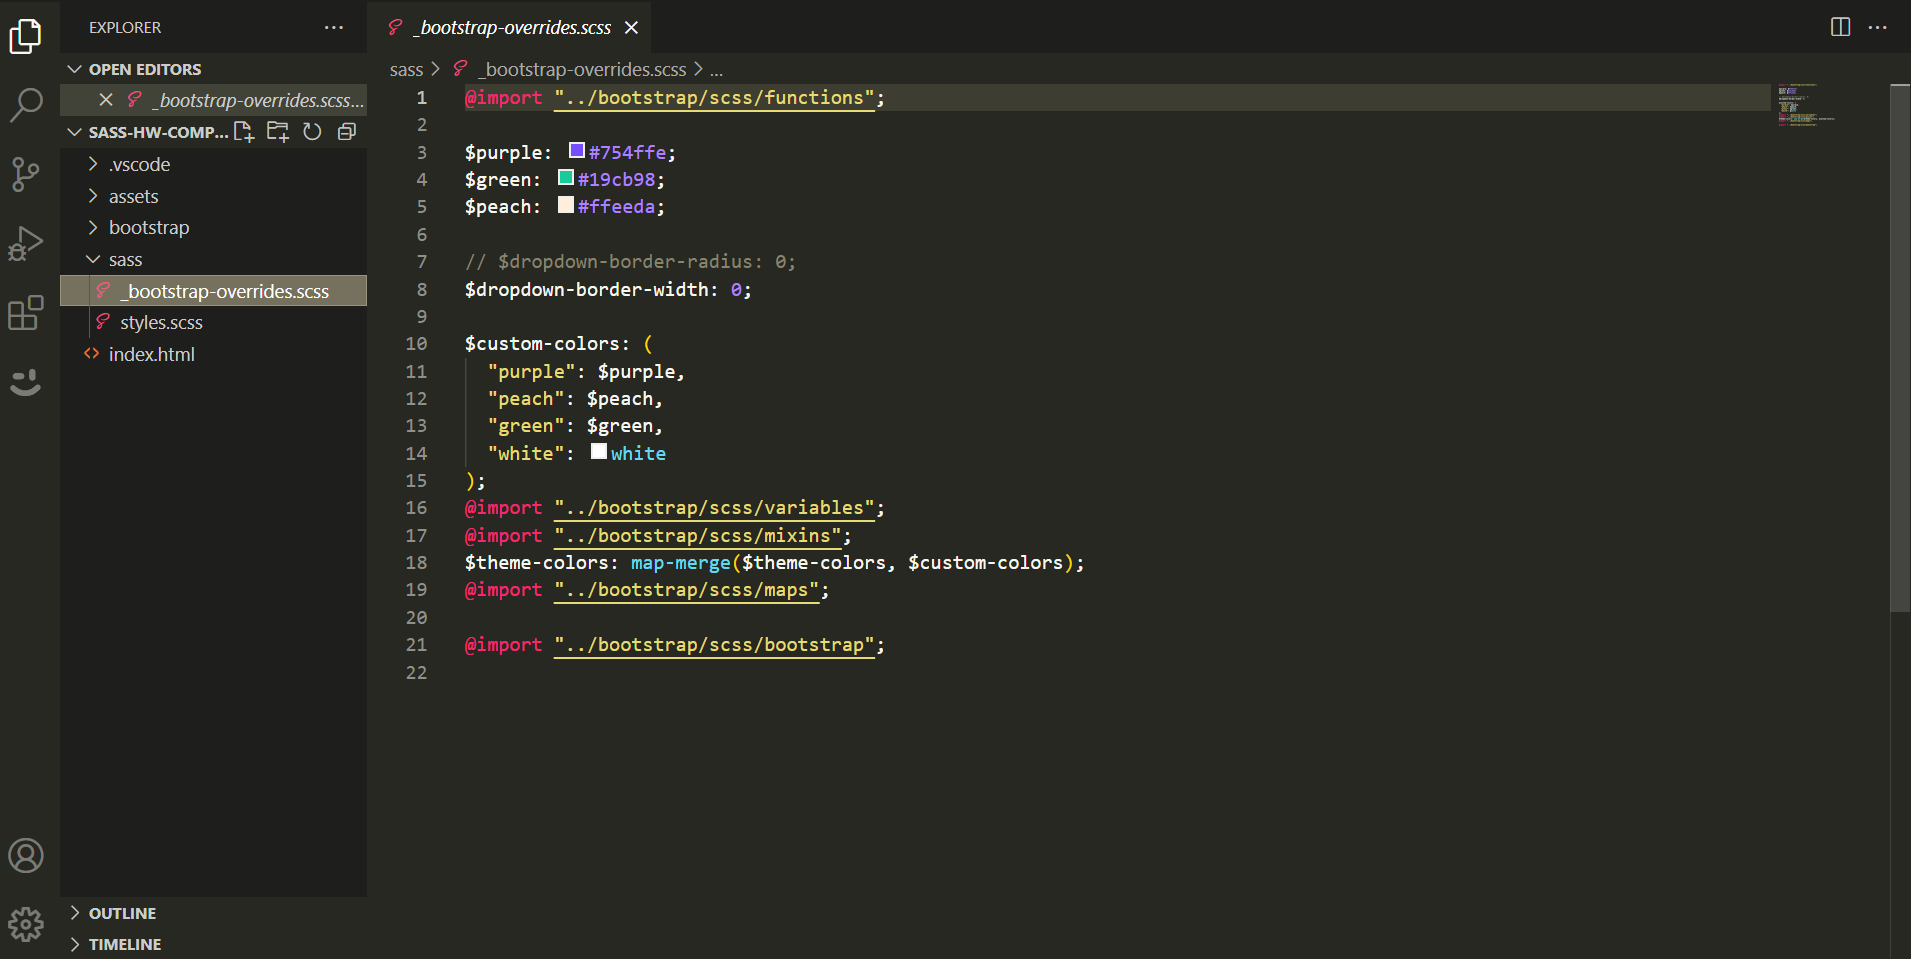 EXPLORER
OPEN EDITORS
_bootstrap-overrides.scss...
SASS-HW-COMP...
.vscode
assets
bootstrap
sass
_bootstrap-overrides.scss
styles.scss
index.html
OUTLINE
TIMELINE
_bootstrap-overrides.scss
sass > _bootstrap-overrides.scss > ...
1 @import "../bootstrap/scss/functions";
2
3 $purple: #754ffe;
4 $green: #19cb98;
5 $peach: #ffeeda;
6
7 // $dropdown-border-radius: 0;
8 $dropdown-border-width: 0;
9
10 $custom-colors: (
11 "purple": $purple,
12 "peach": $peach,
13 "green": $green,
14 "white": white
15 );
16 @import "../bootstrap/scss/variables";
17 @import "../bootstrap/scss/mixins";
18 $theme-colors: map-merge($theme-colors, $custom-colors);
19 @import "../bootstrap/scss/maps";
20
21 @import "../bootstrap/scss/bootstrap";
22